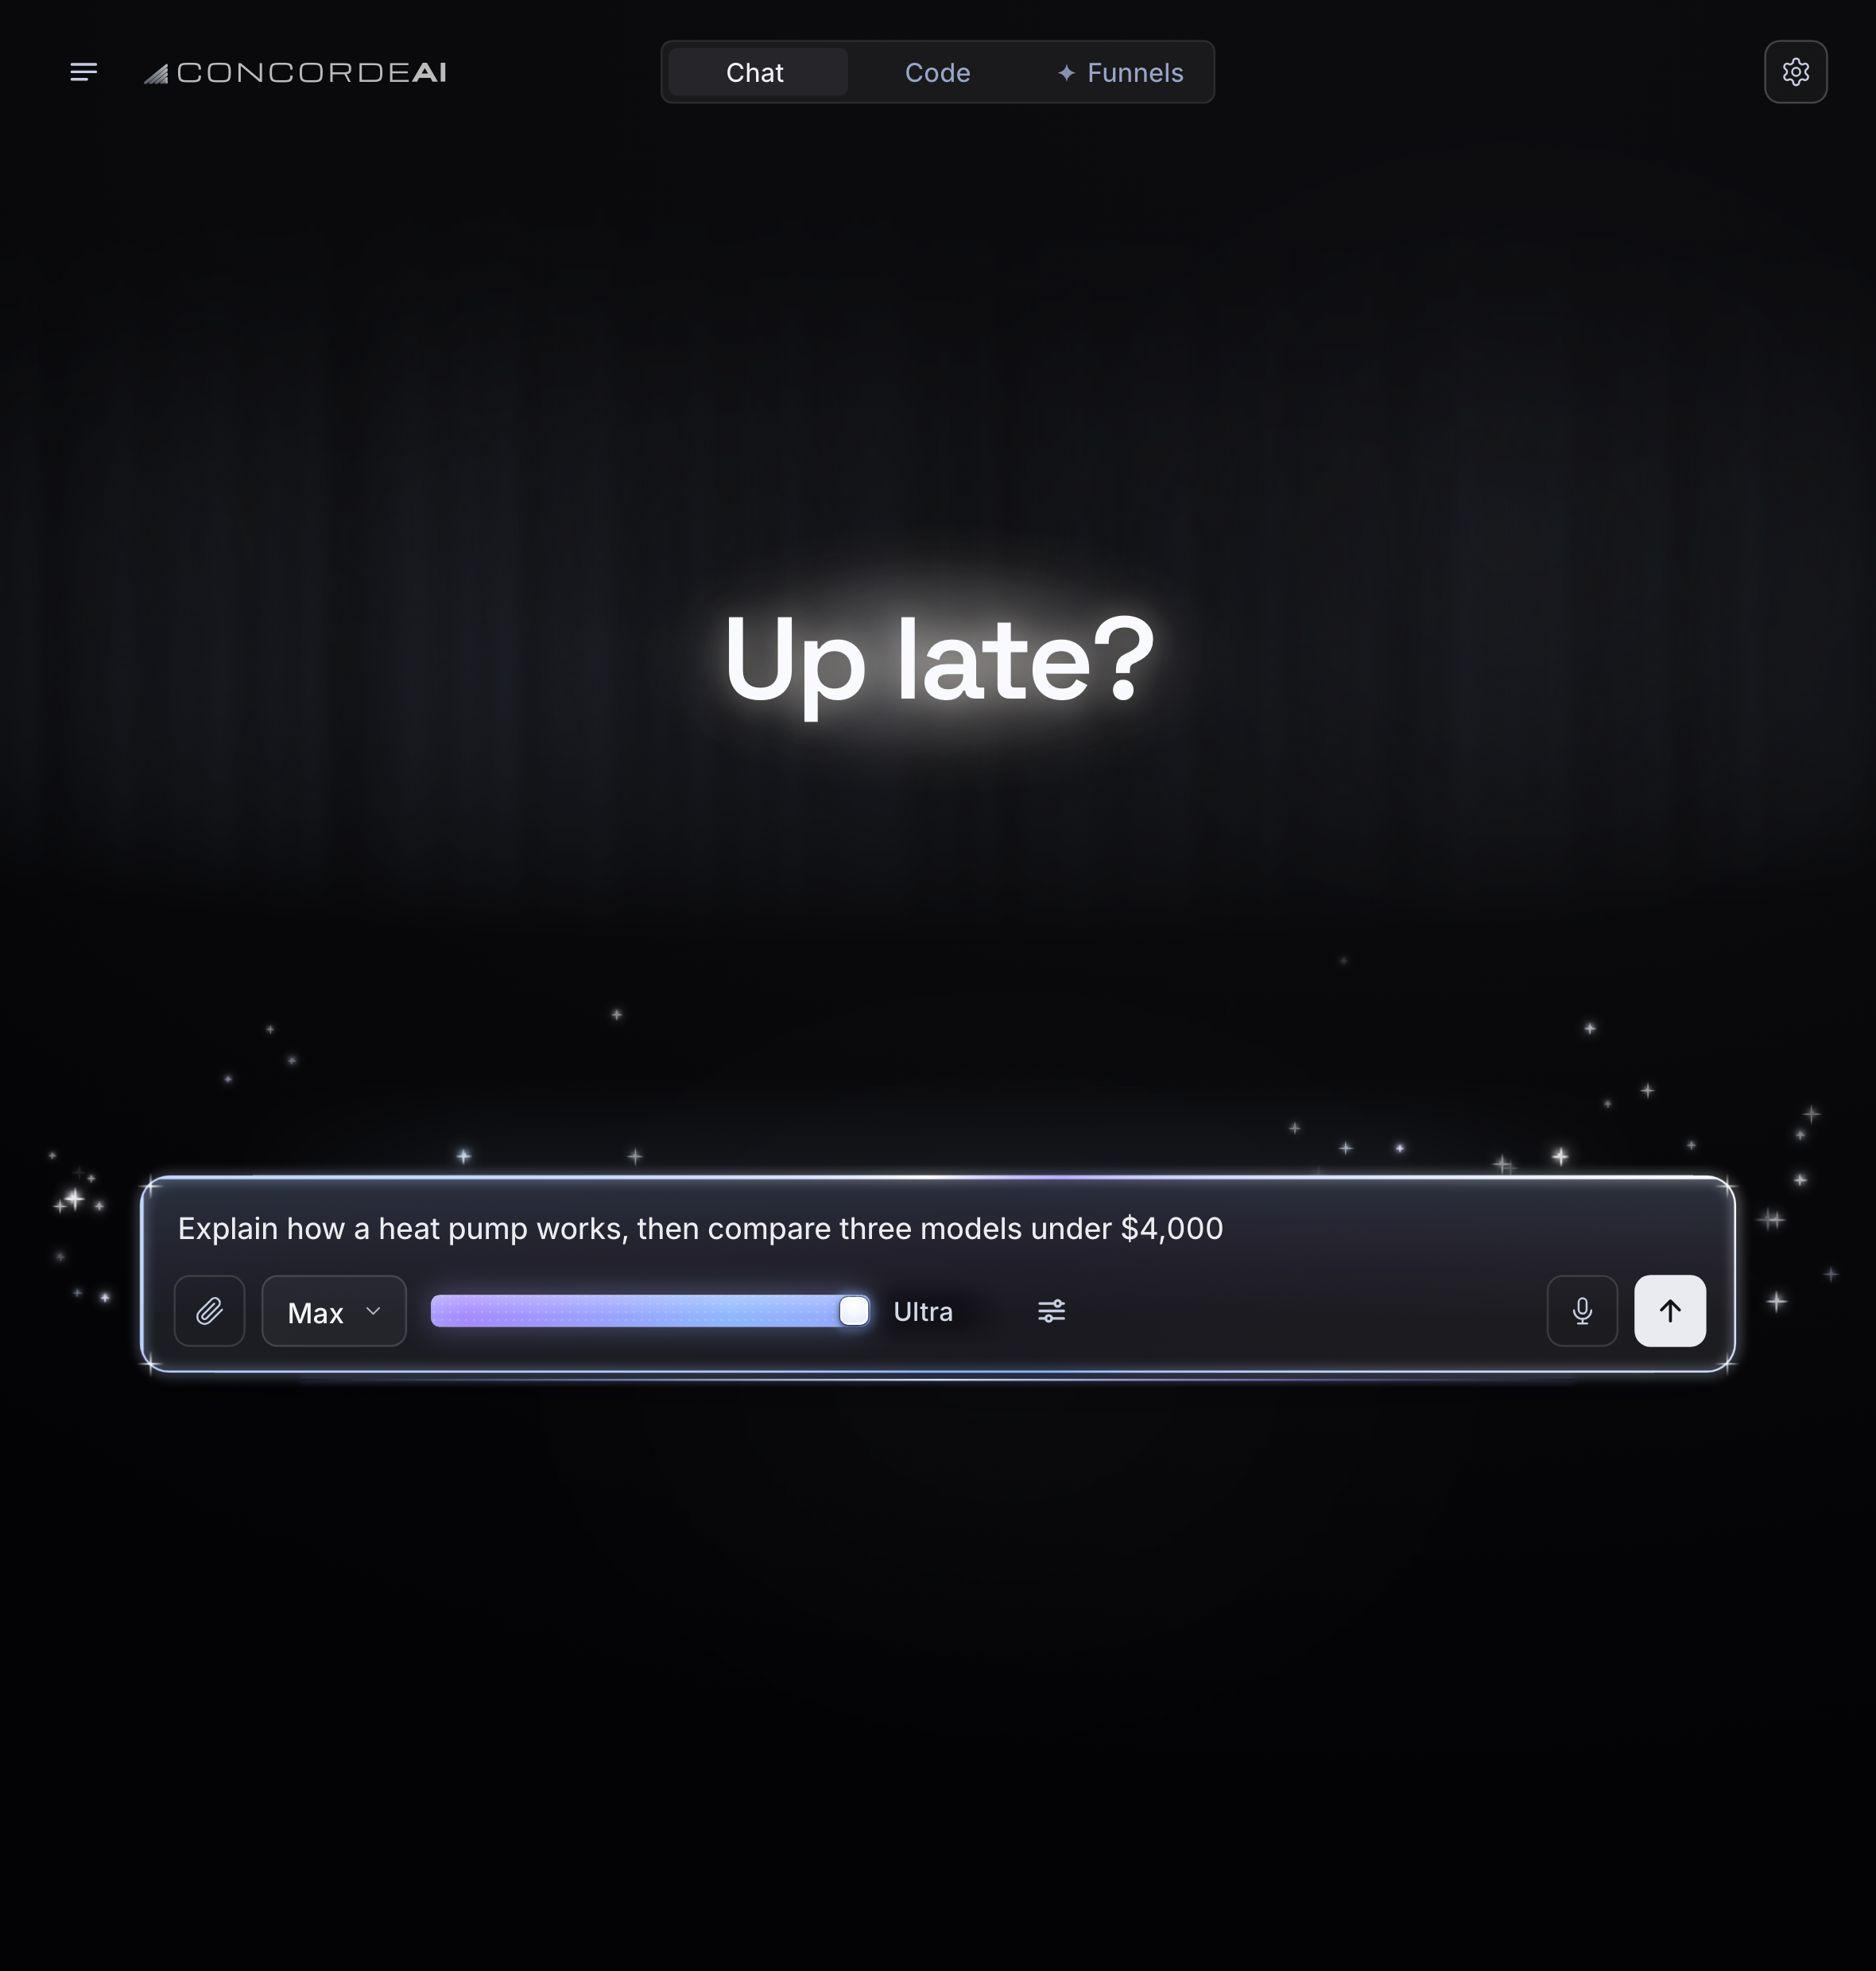 CONCORDEAI
Chat
Code
Funnels
Up late?
Explain how a heat pump works, then compare three models under $4,000
Max
Ultra